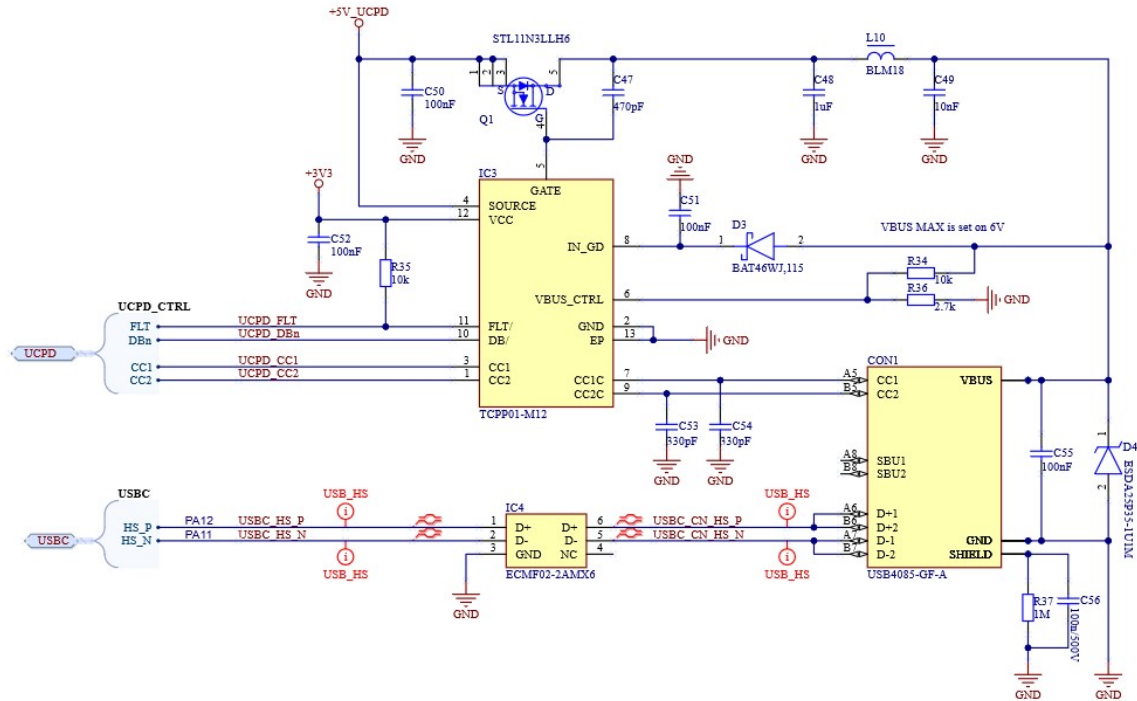 +5V_UCPD
STL11N3LLH6
L10
BLM18
1
2
3
S
D
5
C50
100nF
C47
470pF
C48
1uF
C49
10nF
Q1
G
4
GND
GND
GND
5
+3V3
IC3
GATE
GND
4
SOURCE
12
VCC
C51
100nF
D3
C52
100nF
R35
10k
IN_GD
8
1
2
VBUS MAX is set on 6V
BAT46WJ,115
GND
R34
10k
VBUS_CTRL
6
R36
2.7k
GND
UCPD_CTRL
UCPD
FLT
UCPD_FLT
11
FLT/
GND
2
DBn
UCPD_DBn
10
DB/
EP
13
GND
CON1
CC1
UCPD_CC1
3
CC1
CC1C
7
A5
CC1
VBUS
CC2
UCPD_CC2
1
CC2
CC2C
9
B5
CC2
TCPP01-M12
C53
330pF
C54
330pF
1
D4
ESDA25P35-1U1M
2
C55
100nF
A8
SBU1
B8
SBU2
GND
GND
USBC
USB_HS
IC4
USB_HS
USBC
HS_P
PA12
USBC_HS_P
1
D+
D+
6
USBC_CN_HS_P
A6
D+1
B6
D+2
HS_N
PA11
USBC_HS_N
2
D-
D-
5
USBC_CN_HS_N
A7
D-1
GND
3
GND
NC
4
B7
D-2
SHIELD
USB_HS
ECMF02-2AMX6
USB_HS
USB4085-GF-A
GND
R37
1M
C56
100n/500V
GND
GND